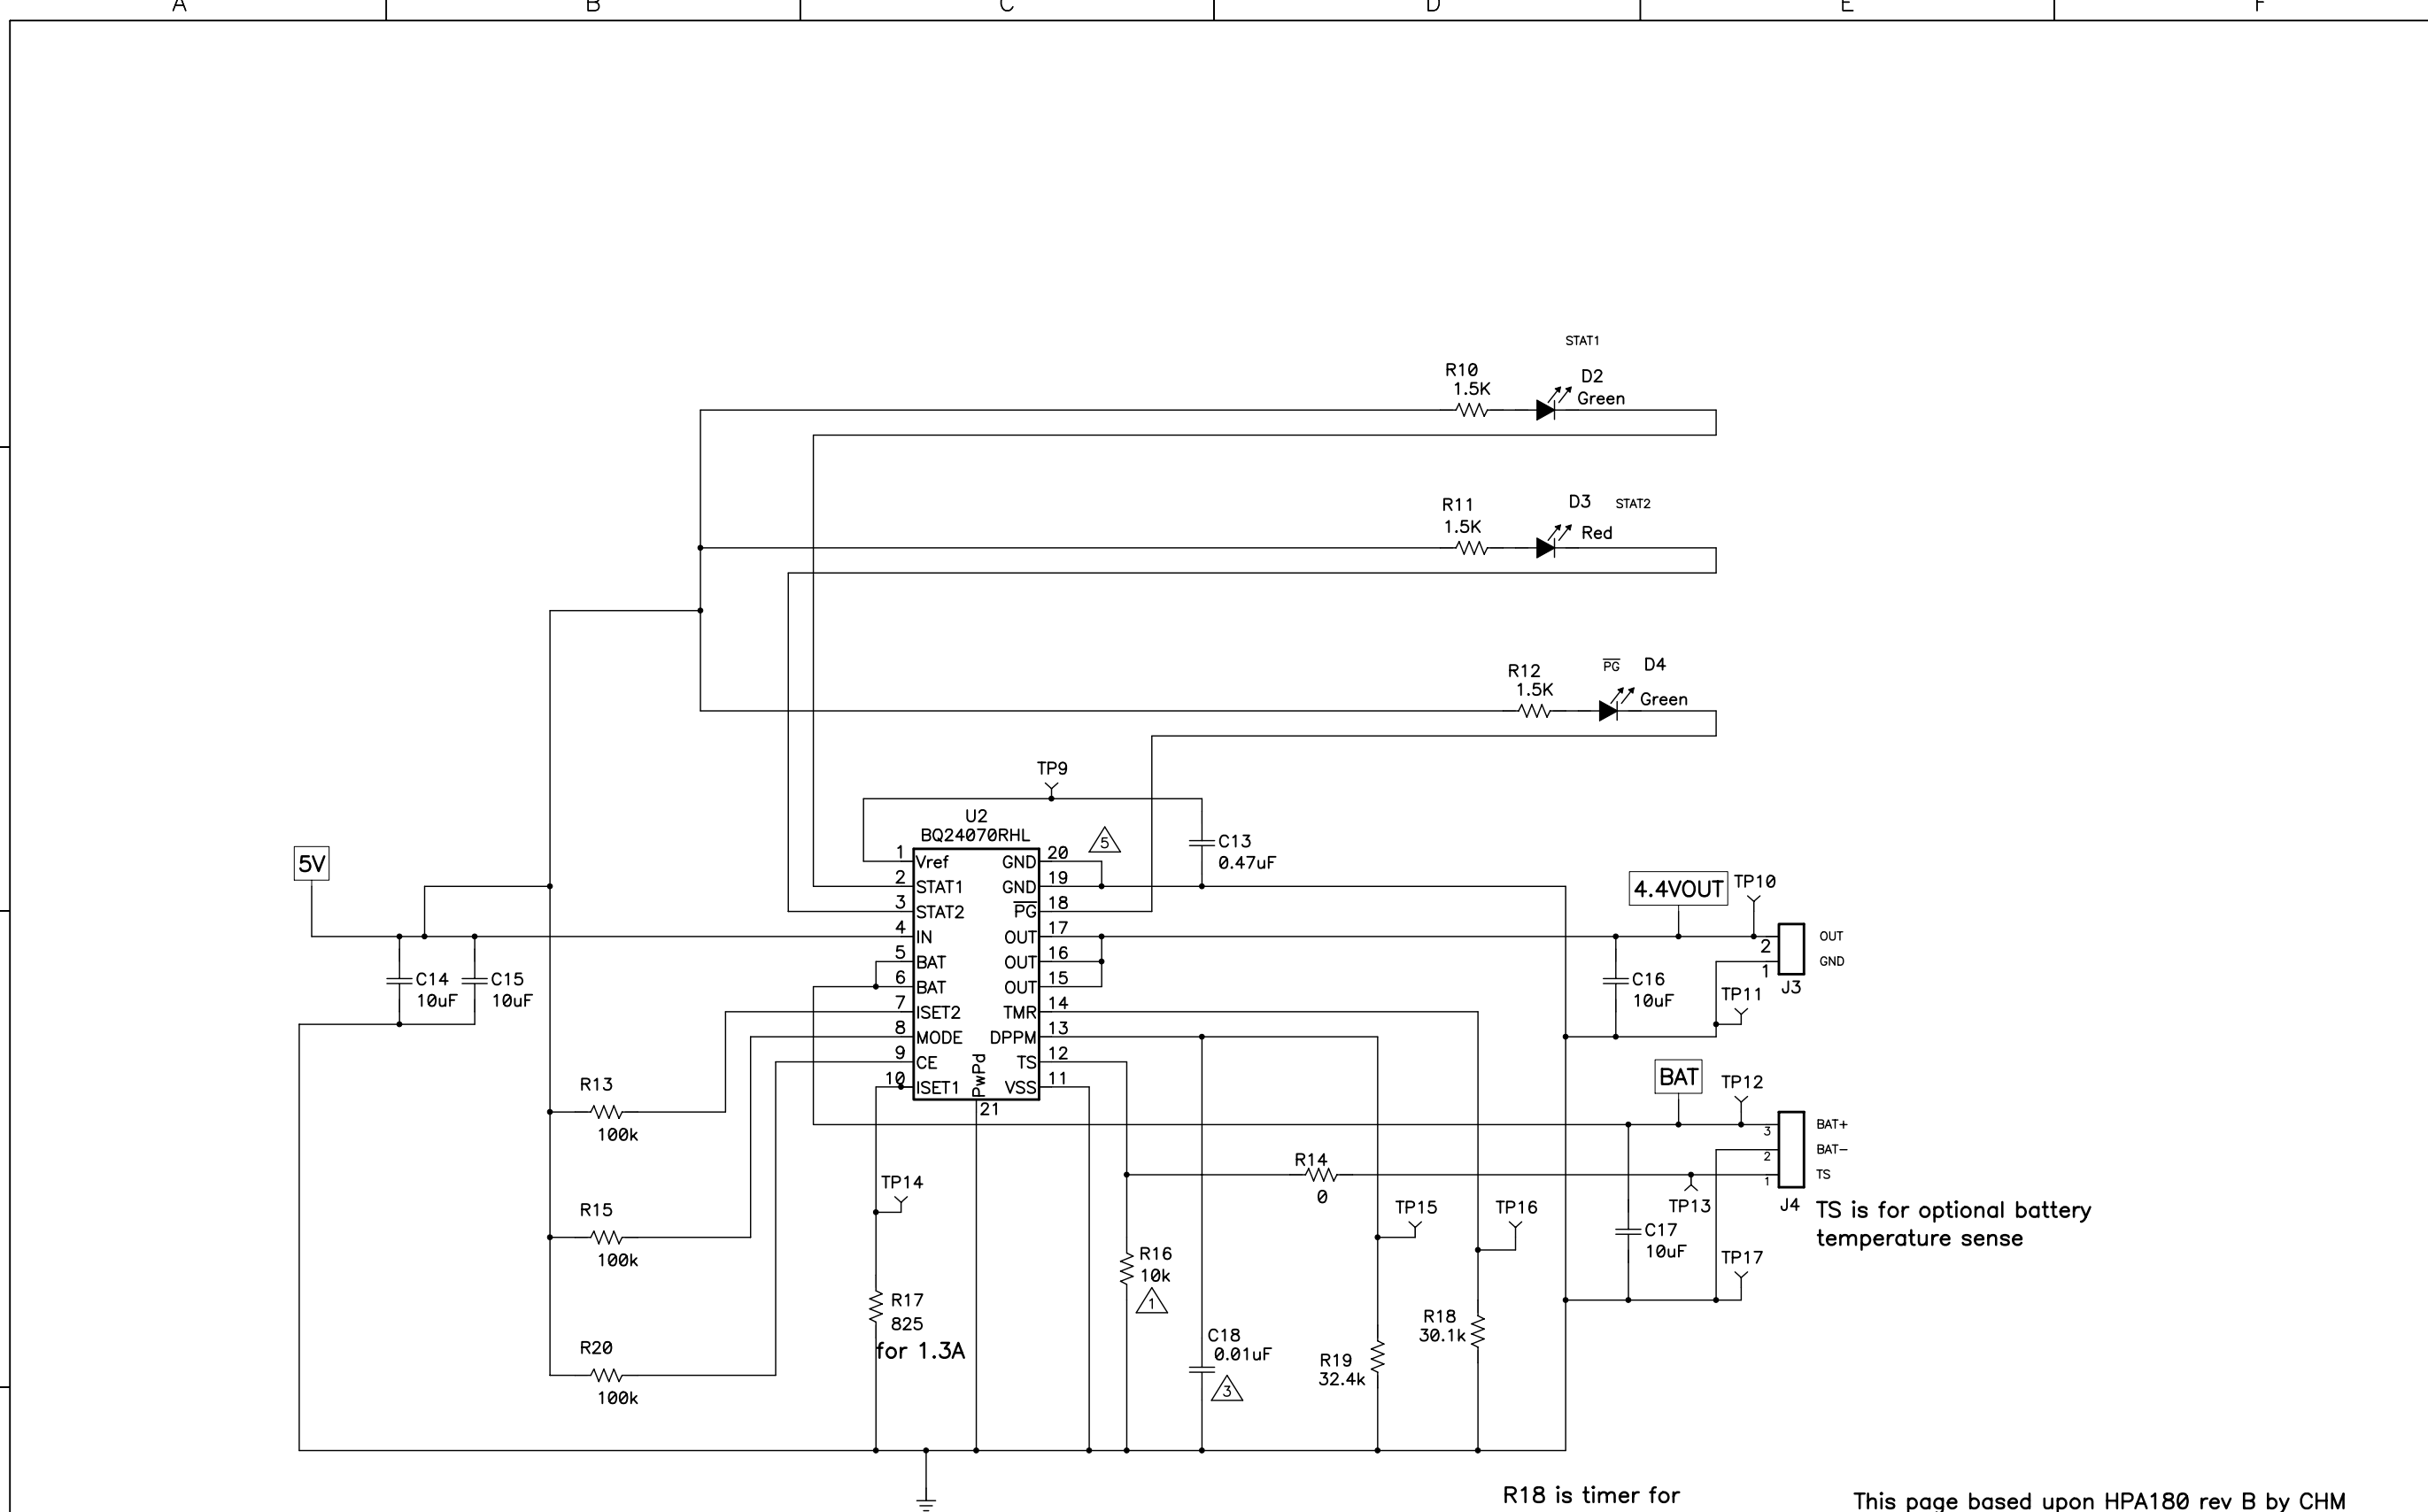 A B C D E F
STAT1
R10
1.5K
D2
Green
R11
1.5K
D3 STAT2
Red
R12
1.5K
PG D4
Green
TP9
U2
BQ24070RHL
5
C13
0.47uF
5V
1 Vref GND 20
2 STAT1 GND 19
3 STAT2 PG 18
4 IN OUT 17
5 BAT OUT 16
6 BAT OUT 15
7 ISET2 TMR 14
8 MODE DPPM 13
9 CE TS 12
10 ISET1 VSS 11
PwPd
21
C14
10uF
C15
10uF
4.4VOUT TP10
2 OUT
1 GND
J3
C16
10uF
TP11
BAT TP12
3 BAT+
2 BAT-
1 TS
J4
TP13
TS is for optional battery
temperature sense
R13
100k
R15
100k
R20
100k
TP14
R17
825
for 1.3A
R14
0
R16
10k
1
C18
0.01uF
3
TP15
R19
32.4k
TP16
R18
30.1k
C17
10uF
TP17
R18 is timer for
This page based upon HPA180 rev B by CHM